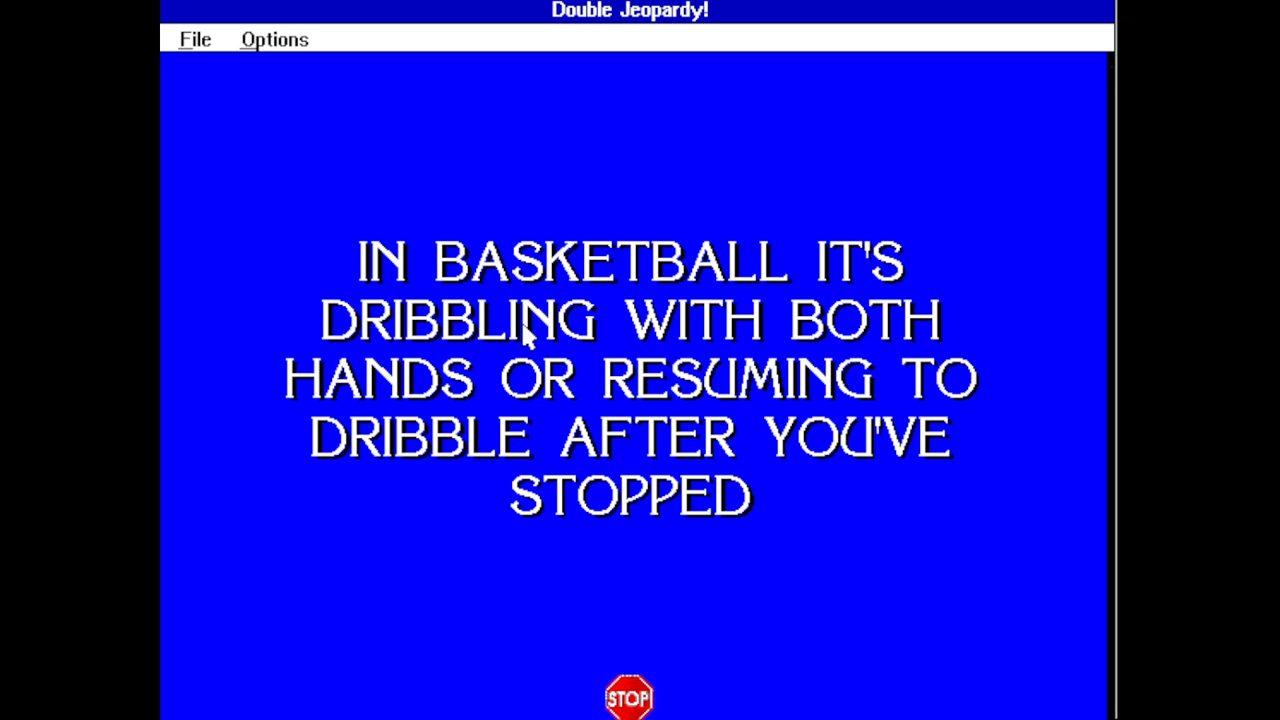 Double Jeopardy!
File Options
IN BASKETBALL IT'S
DRIBBLING WITH BOTH
HANDS OR RESUMING TO
DRIBBLE AFTER YOU'VE
STOPPED
STOP